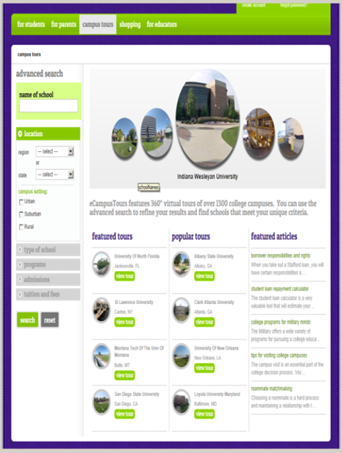 email account forgot password?
for students for parents campus tours shopping for educators
campus tours
advanced search
name of school
location
region --- select ---
or
state --- select ---
campus setting:
Urban
Suburban
Rural
type of school
programs
admissions
tuition and fees
search reset
Indiana Wesleyan University
schoolNames
eCampusTours features 360° virtual tours of over 1300 college campuses. You can use the
advanced search to refine your results and find schools that meet your unique criteria.
featured tours
University Of North Florida
Jacksonville, FL
view tour
St Lawrence University
Canton, NY
view tour
Montana Tech Of The Univ Of
Montana
Butte, MT
view tour
San Diego State University
San Diego, CA
view tour
popular tours
Albany State University
Albany, GA
view tour
Clark Atlanta University
Atlanta, GA
view tour
University Of New Orleans
New Orleans, LA
view tour
Loyola University Maryland
Baltimore, MD
view tour
featured articles
borrower responsibilities and rights
When you take out a Stafford loan, you will
have certain responsibilities a ...
student loan repayment calculator
The student loan calculator is a very
valuable tool that will estimate your ...
college programs for military minds
The Military offers a wide variety of
programs for pursuing a college educa...
tips for visiting college campuses
The campus visit is an essential part of the
college decision process. Visi ...
roommate matchmaking
Choosing a roommate is a hard process
and maintaining a relationship with t...